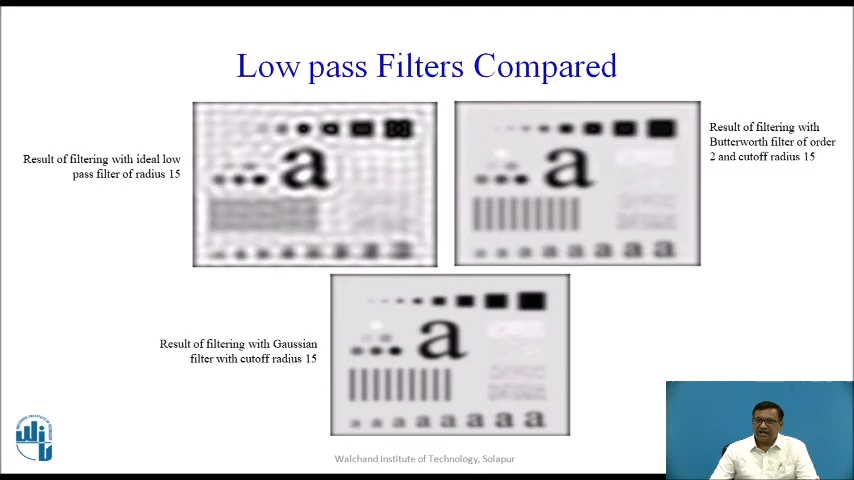 Low pass Filters Compared
Result of filtering with ideal low
pass filter of radius 15
Result of filtering with
Butterworth filter of order
2 and cutoff radius 15
a
a
Result of filtering with Gaussian
filter with cutoff radius 15
a
a a a a a a a
Walchand Institute of Technology, Solapur